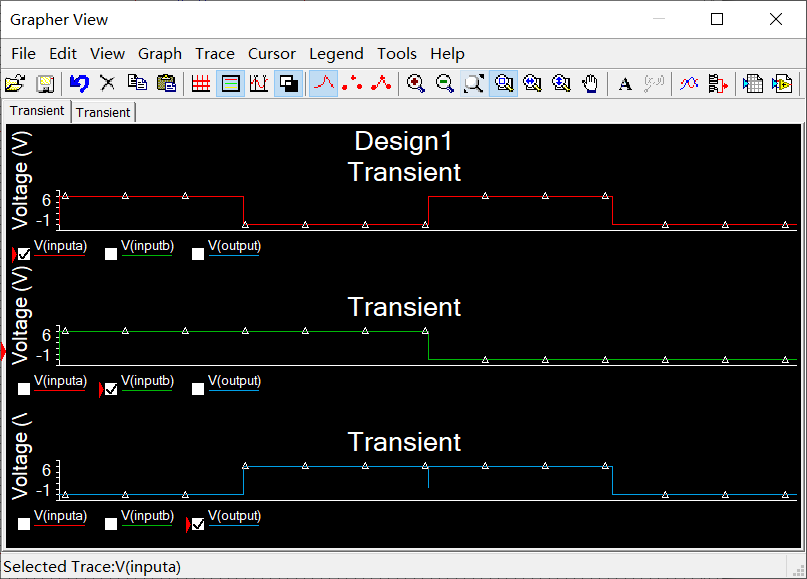 Grapher View
File Edit View Graph Trace Cursor Legend Tools Help
A
Transient Transient
Design1
Transient
Voltage (V)
6
-1
V(inputa) V(inputb) V(output)
Transient
Voltage (V)
6
-1
V(inputa) V(inputb) V(output)
Transient
Voltage (\
6
-1
V(inputa) V(inputb) V(output)
Selected Trace:V(inputa)